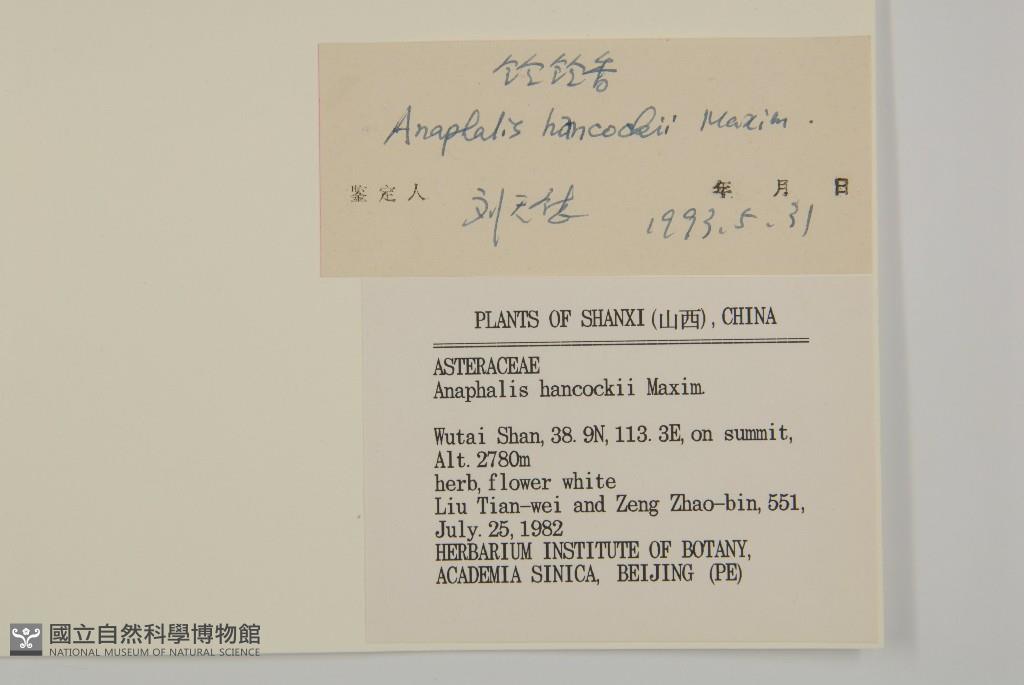 铃铃香
Anaphalis hancockii Maxim.
鉴定人 刘天 年 月 日
1993.5.31
PLANTS OF SHANXI (山西), CHINA
ASTERACEAE
Anaphalis hancockii Maxim.
Wutai Shan, 38.9N, 113.3E, on summit,
Alt. 2780m
herb, flower white
Liu Tian-wei and Zeng Zhao-bin, 551,
July. 25, 1982
HERBARIUM INSTITUTE OF BOTANY,
ACADEMIA SINICA, BEIJING (PE)
國立自然科學博物館
NATIONAL MUSEUM OF NATURAL SCIENCE